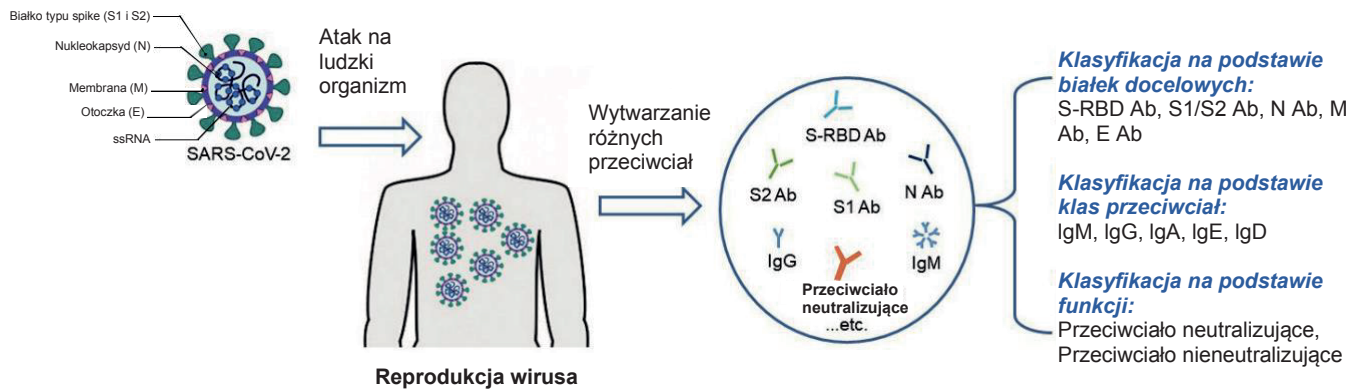 Białko typu spike (S1 i S2)
Nukleokapsyd (N)
Membrana (M)
Otoczka (E)
ssRNA
SARS-CoV-2
Atak na
ludzki
organizm
Reprodukcja wirusa
Wytwarzanie
różnych
przeciwciał
S-RBD Ab
S2 Ab
S1 Ab
N Ab
IgG
IgM
Przeciwciało
neutralizujące
...etc.
Klasyfikacja na podstawie
białek docelowych:
S-RBD Ab, S1/S2 Ab, N Ab, M
Ab, E Ab
Klasyfikacja na podstawie
klas przeciwciał:
IgM, IgG, IgA, IgE, IgD
Klasyfikacja na podstawie
funkcji:
Przeciwciało neutralizujące,
Przeciwciało nieneutralizujące